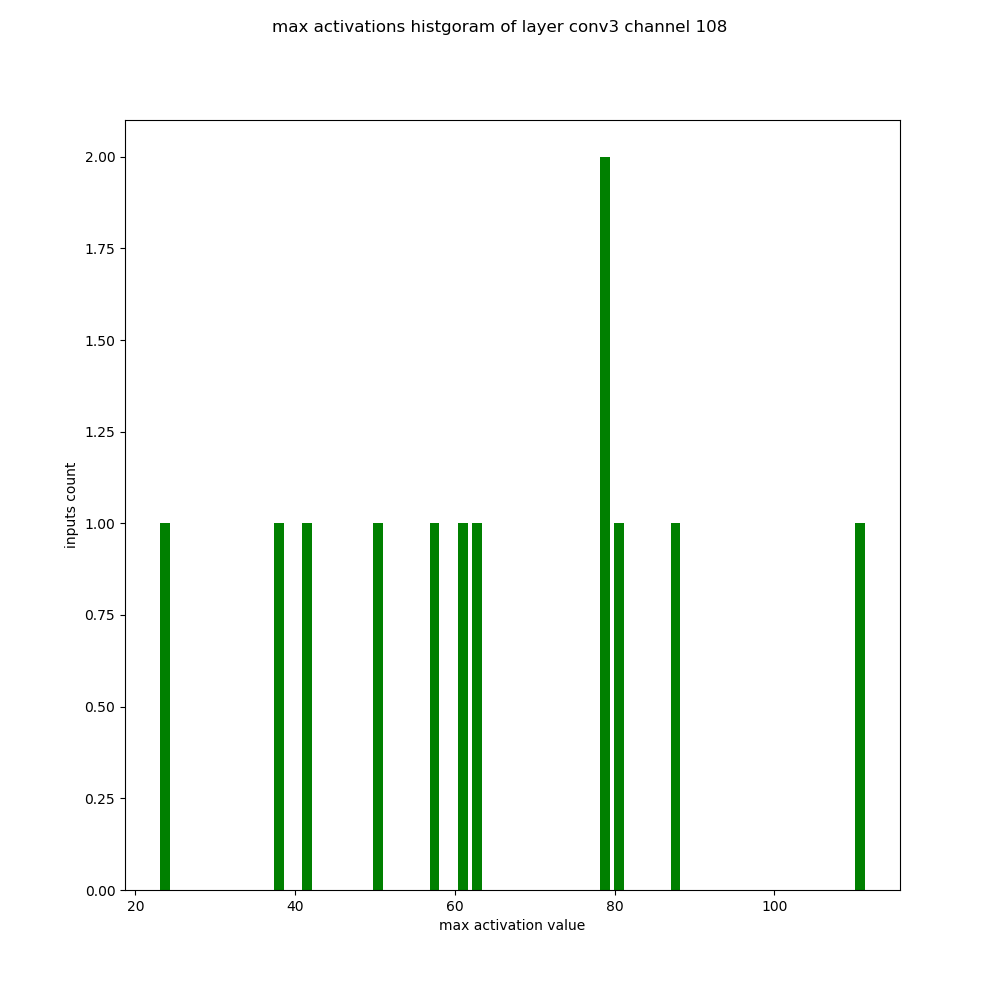 max activations histgoram of layer conv3 channel 108
2.00
1.75
1.50
1.25
1.00
0.75
0.50
0.25
0.00
inputs count
20 40 60 80 100
max activation value